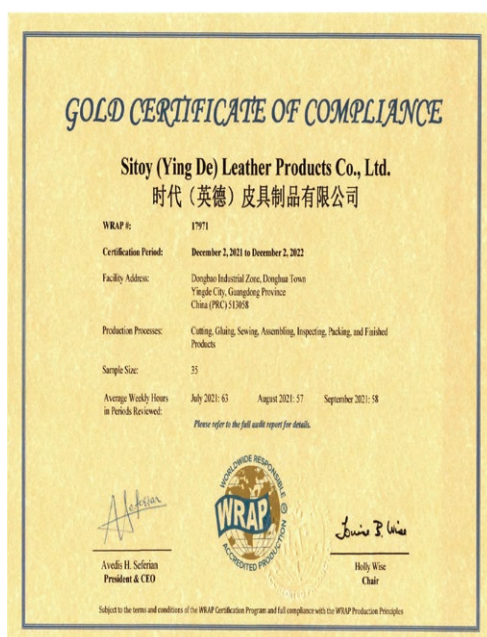 GOLD CERTIFICATE OF COMPLIANCE
Sitoy (Ying De) Leather Products Co., Ltd.
时代（英德）皮具制品有限公司
WRAP #: 17971
Certification Period: December 2, 2021 to December 2, 2022
Facility Address: Dongbao Industrial Zone, Donghua Town
Yingde City, Guangdong Province
China (PRC) 513058
Production Processes: Cutting, Gluing, Sewing, Assembling, Inspecting, Packing, and Finished
Products
Sample Size: 35
Average Weekly Hours July 2021: 63 August 2021: 57 September 2021: 58
in Periods Reviewed:
Please refer to the full audit report for details.
WORLDWIDE RESPONSIBLE
WRAP
ACCREDITED PRODUCTION
Avedis H. Seferian
President & CEO
Holly Wise
Chair
Subject to the terms and conditions of the WRAP Certification Program and full compliance with the WRAP Production Principles